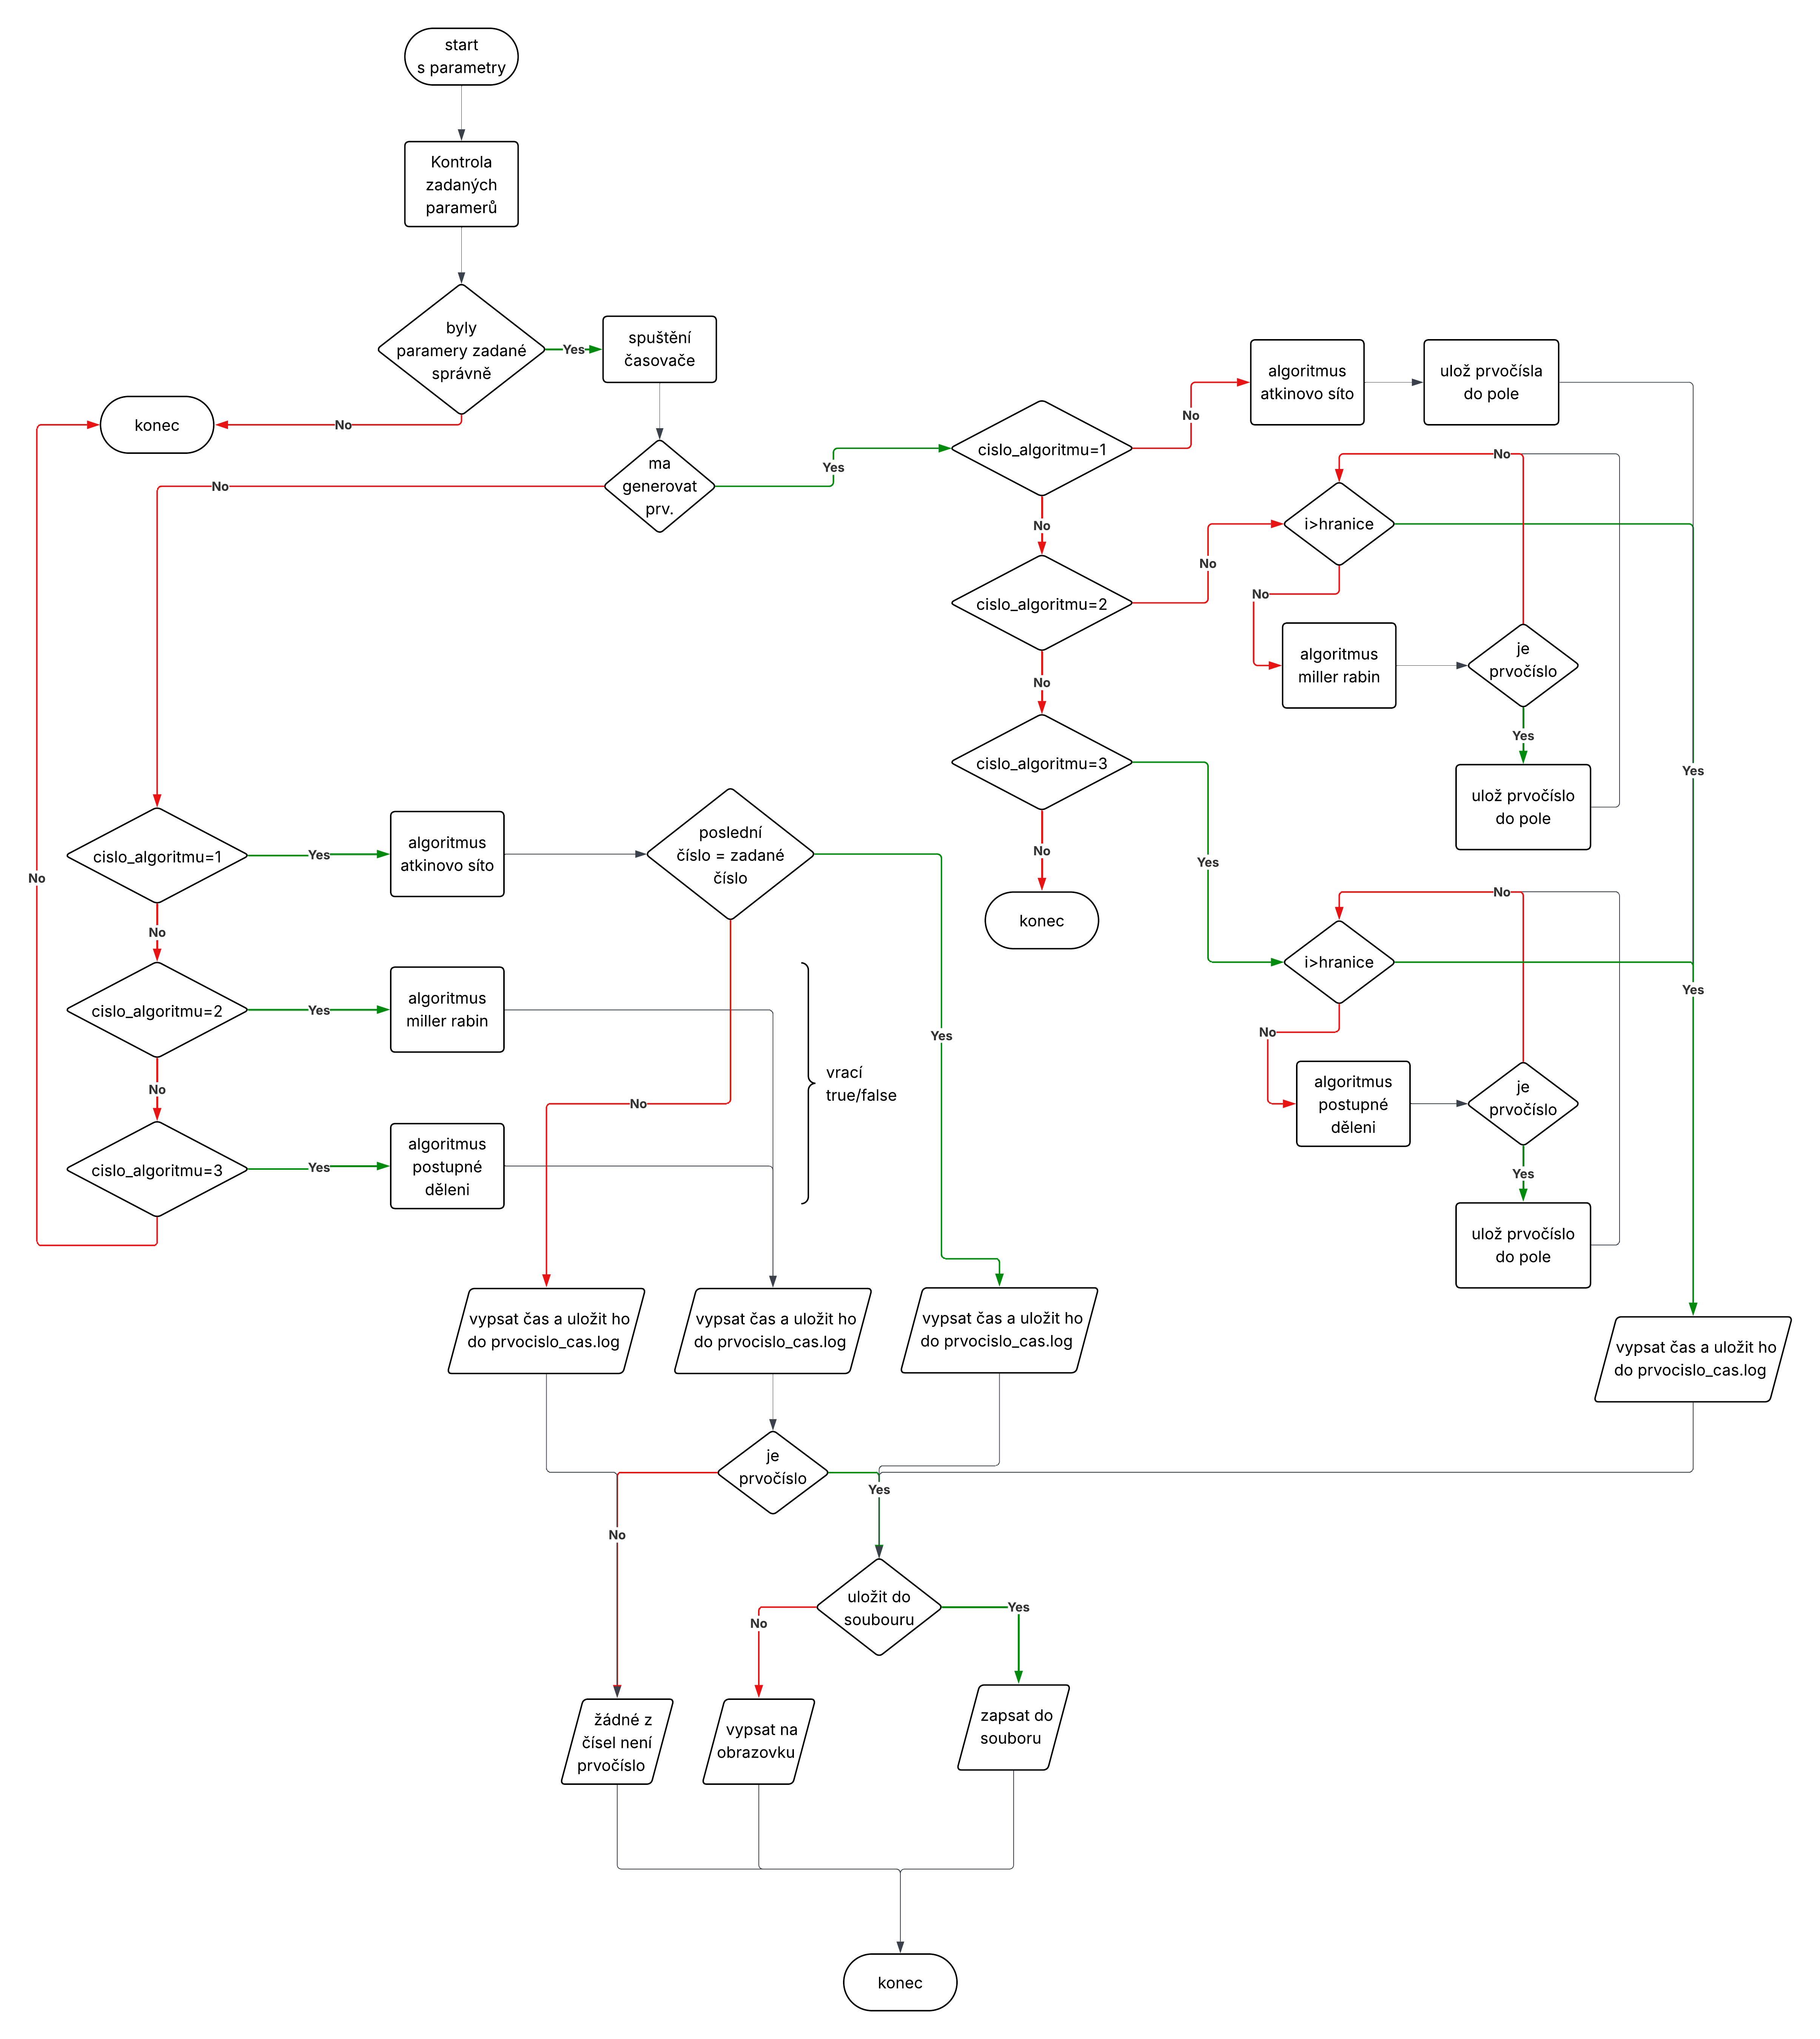 start
s parametry
Kontrola
zadaných
paramerů
byly
paramery zadané
správně
Yes
spuštění
časovače
No
konec
ma
generovat
prv.
No
Yes
cislo_algoritmu=1
No
algoritmus
atkinovo síto
ulož prvočísla
do pole
No
cislo_algoritmu=2
No
No
i>hranice
No
algoritmus
miller rabin
je
prvočíslo
Yes
ulož prvočíslo
do pole
Yes
No
cislo_algoritmu=3
Yes
No
konec
No
i>hranice
Yes
No
algoritmus
postupné
děleni
je
prvočíslo
Yes
ulož prvočíslo
do pole
vypsat čas a uložit ho
do prvocislo_cas.log
cislo_algoritmu=1
Yes
algoritmus
atkinovo síto
poslední
číslo = zadané
číslo
No
No
cislo_algoritmu=2
Yes
algoritmus
miller rabin
Yes
vrací
true/false
No
No
cislo_algoritmu=3
Yes
algoritmus
postupné
děleni
vypsat čas a uložit ho
do prvocislo_cas.log
vypsat čas a uložit ho
do prvocislo_cas.log
vypsat čas a uložit ho
do prvocislo_cas.log
je
prvočíslo
Yes
No
uložit do
soubouru
No
Yes
žádné z
čísel není
prvočíslo
vypsat na
obrazovku
zapsat do
souboru
konec